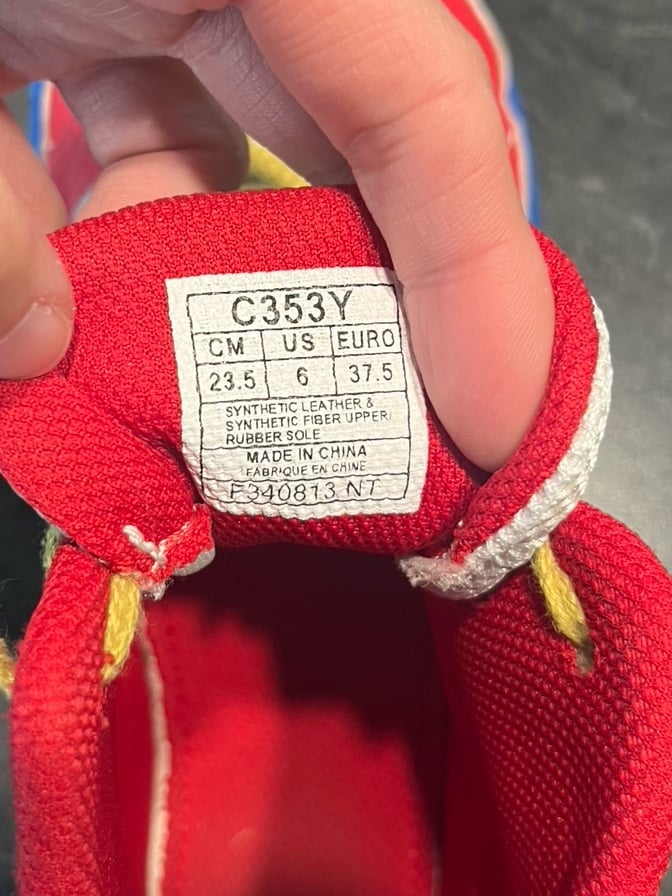 C353Y
CM US EURO
23.5 6 37.5
SYNTHETIC LEATHER &
SYNTHETIC FIBER UPPER/
RUBBER SOLE
MADE IN CHINA
FABRIQUE EN CHINE
F340813 NT